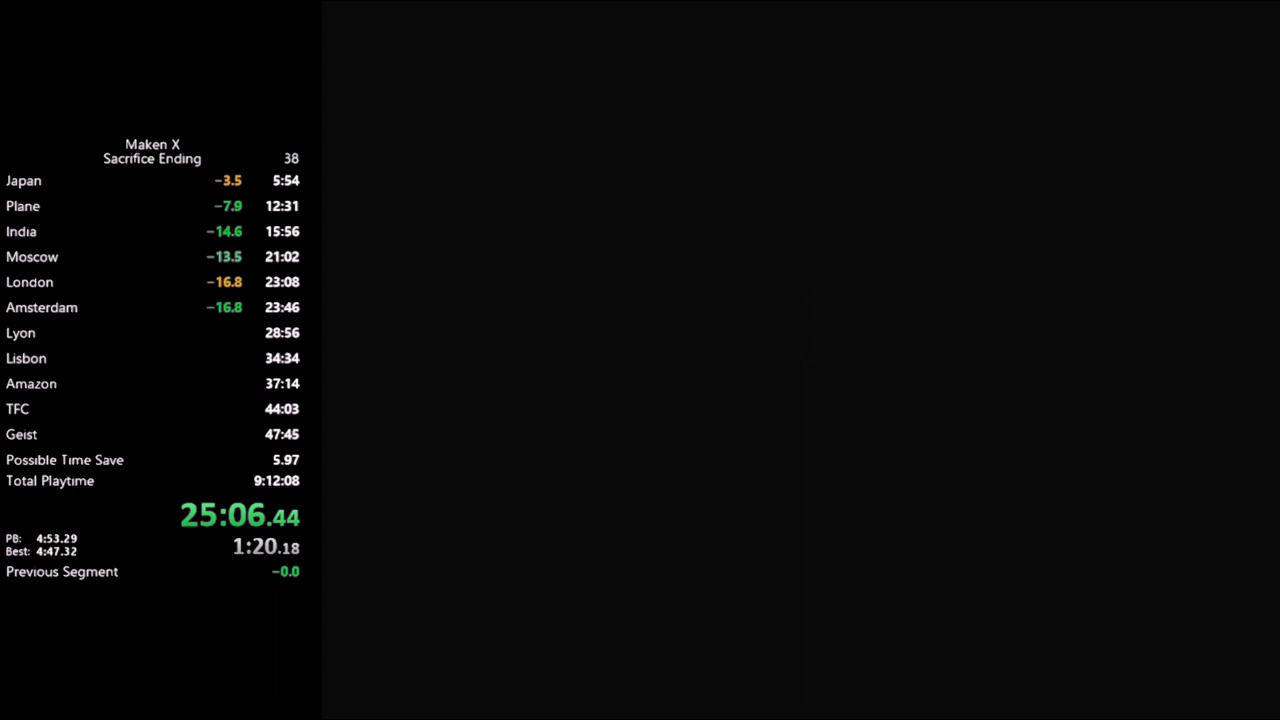 Maken X
Sacrifice Ending 38
Japan -3.5 5:54
Plane -7.9 12:31
India -14.6 15:56
Moscow -13.5 21:02
London -16.8 23:08
Amsterdam -16.8 23:46
Lyon 28:56
Lisbon 34:34
Amazon 37:14
TFC 44:03
Geist 47:45
Possible Time Save 5.97
Total Playtime 9:12:08
25:06.44
PB: 4:53.29
Best: 4:47.32
1:20.18
Previous Segment -0.0